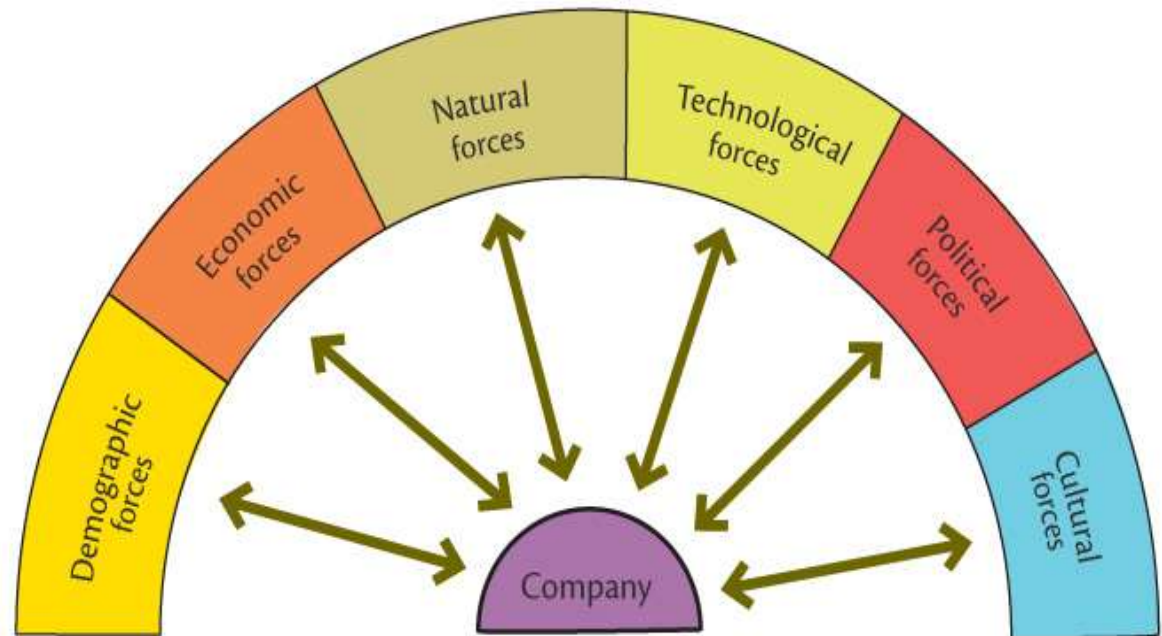 Demographic
forces
Economic
forces
Natural
forces
Technological
forces
Political
forces
Cultural
forces
Company